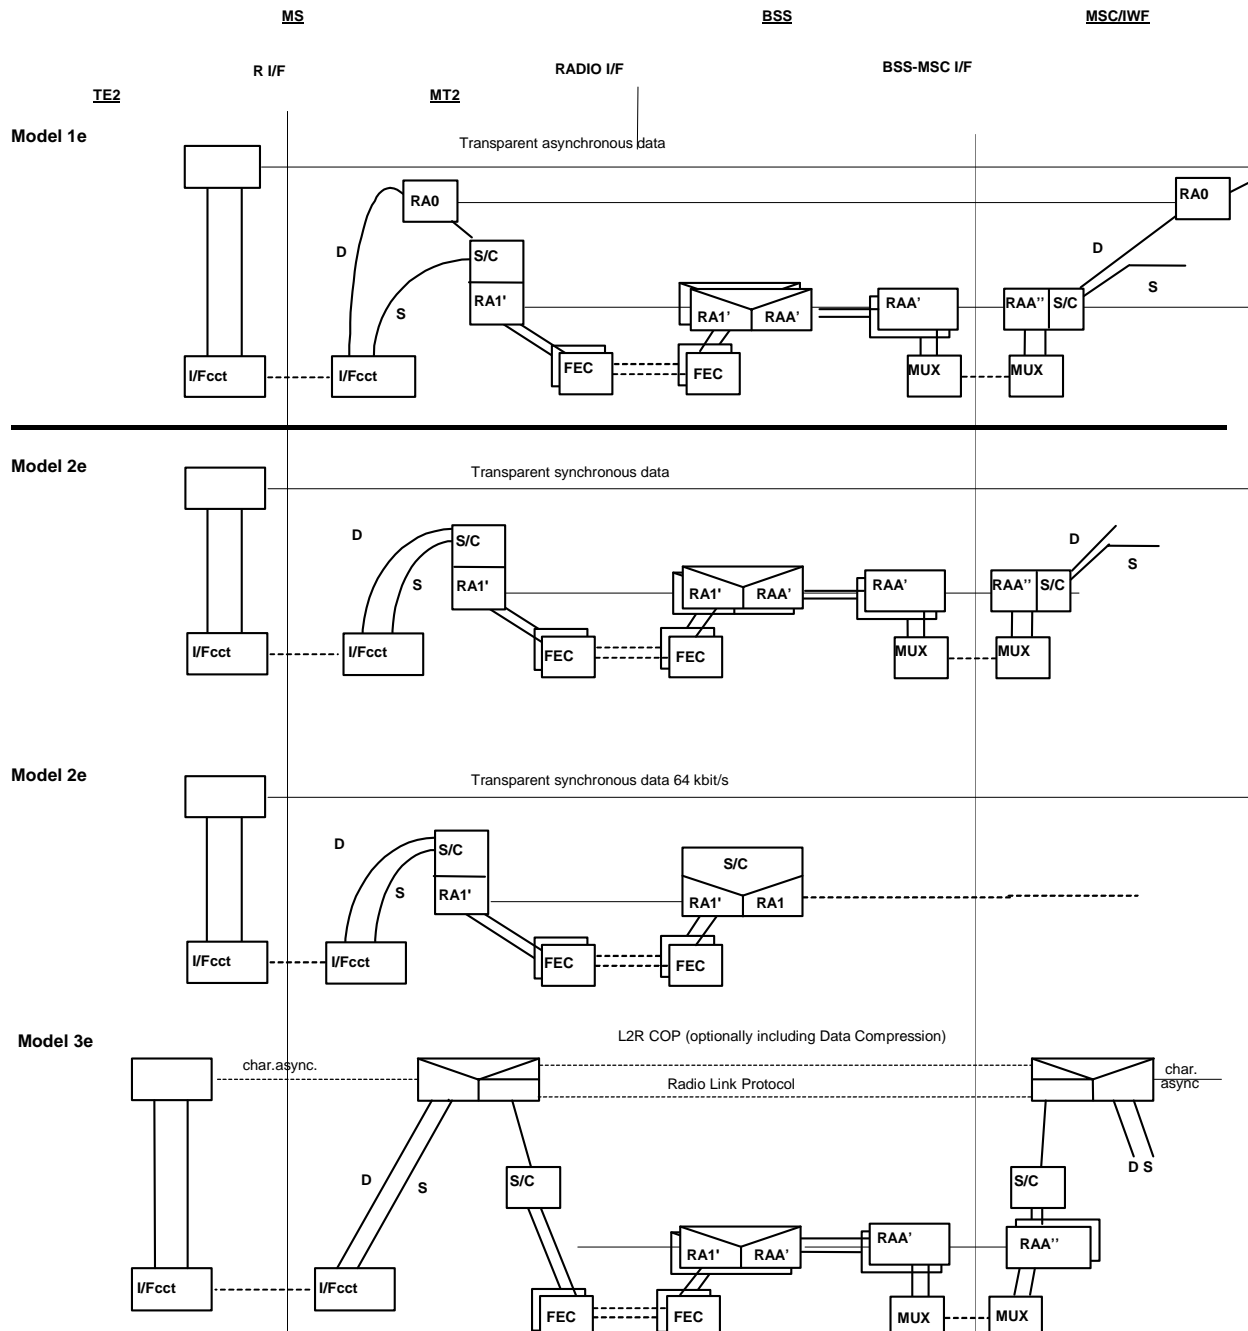 MS BSS MSC/IWF
R I/F RADIO I/F BSS-MSC I/F
TE2 MT2
Model 1e
Transparent asynchronous data
RA0 RA0
D S/C D
RA1' RA1’ RAA’ RAA’ RAA’’ S/C S
S
I/Fcct I/Fcct FEC FEC MUX MUX
Model 2e
Transparent synchronous data
D S/C D
S
S RA1' RA1' RAA’ RAA’ RAA’’ S/C
I/Fcct I/Fcct FEC FEC MUX MUX
Model 2e
Transparent synchronous data 64 kbit/s
D S/C S/C
S RA1' RA1' RA1
I/Fcct I/Fcct FEC FEC
Model 3e
L2R COP (optionally including Data Compression)
char.async. char.
Radio Link Protocol async
D S S/C D S
S/C
RA1' RAA’ RAA’ RAA’’
I/Fcct I/Fcct FEC FEC MUX MUX